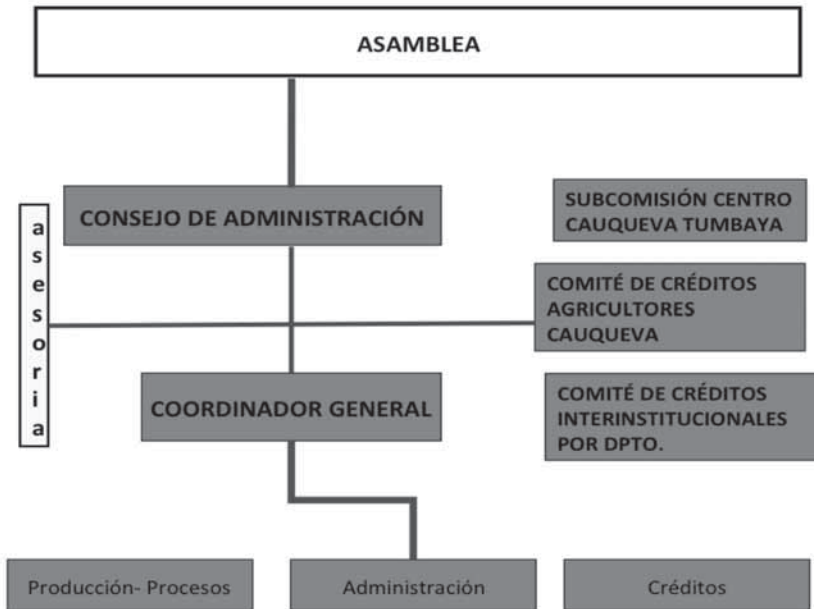 ASAMBLEA
CONSEJO DE ADMINISTRACIÓN
SUBCOMISIÓN CENTRO
CAUQUEVA TUMBAYA
asesoria
COMITÉ DE CRÉDITOS
AGRICULTORES
CAUQUEVA
COORDINADOR GENERAL
COMITÉ DE CRÉDITOS
INTERINSTITUCIONALES
POR DPTO.
Producción- Procesos
Administración
Créditos